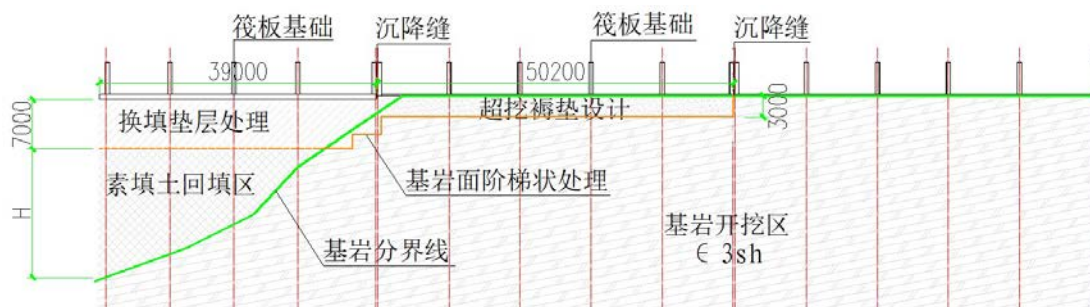 筏板基础
沉降缝
筏板基础
沉降缝
39000
50200
7000
换填垫层处理
超挖褥垫设计
3000
素填土回填区
基岩面阶梯状处理
H
基岩分界线
基岩开挖区
∈ 3sh